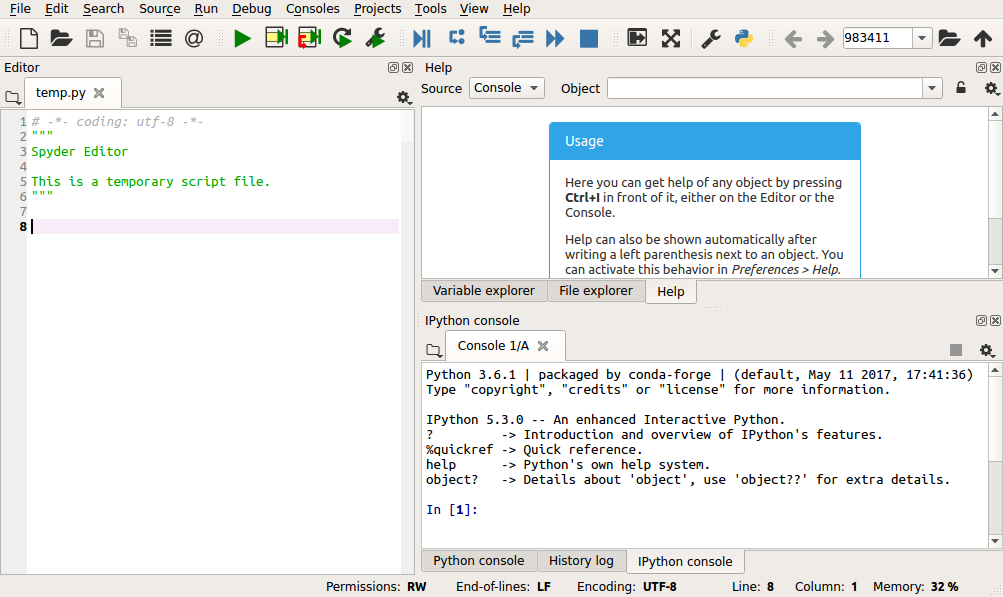 File Edit Search Source Run Debug Consoles Projects Tools View Help
983411
Editor
temp.py
1 # -*- coding: utf-8 -*-
2 """
3 Spyder Editor
4
5 This is a temporary script file.
6 """
7
8
Help
Source Console Object
Usage
Here you can get help of any object by pressing
Ctrl+I in front of it, either on the Editor or the
Console.
Help can also be shown automatically after
writing a left parenthesis next to an object. You
can activate this behavior in Preferences > Help.
Variable explorer File explorer Help
IPython console
Console 1/A
Python 3.6.1 | packaged by conda-forge | (default, May 11 2017, 17:41:36)
Type "copyright", "credits" or "license" for more information.
IPython 5.3.0 -- An enhanced Interactive Python.
? -> Introduction and overview of IPython's features.
%quickref -> Quick reference.
help -> Python's own help system.
object? -> Details about 'object', use 'object??' for extra details.
In [1]:
Python console History log IPython console
Permissions: RW End-of-lines: LF Encoding: UTF-8 Line: 8 Column: 1 Memory: 32 %